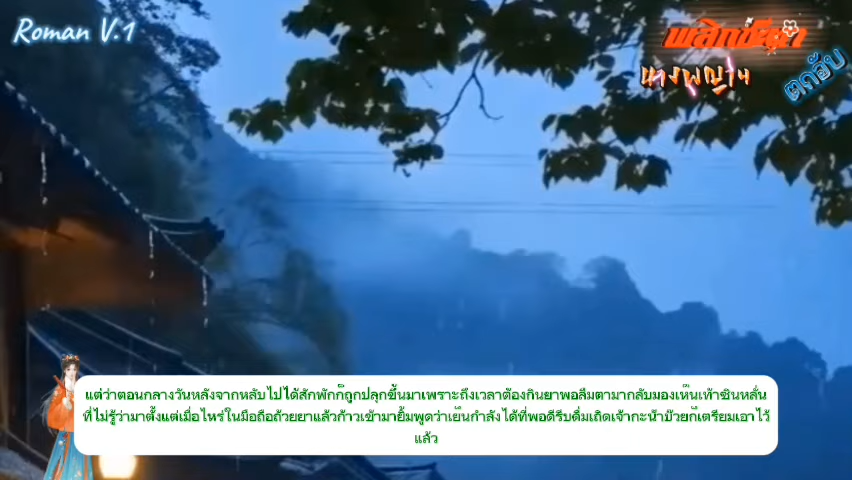 Roman V.1
พลิกชะตา
นางพญาใน
ตกอับ
แต่ว่าตอนกลางวันหลังจากหลับไปได้สักพักก็ถูกปลุกขึ้นมาเพราะถึงเวลาต้องกินยาพอลืมตามากลับมองเห็นเท้าชินหลั่น
ที่ไม่รู้ว่ามาตั้งแต่เมื่อไหร่ในมือถือถ้วยยาแล้วก้าวเข้ามายิ้มพูดว่าเย็นกำลังได้ที่พอดีรีบดื่มเถิดเจ้ากะน้าบ๊วยก็เตรียมเอาไว้
แล้ว